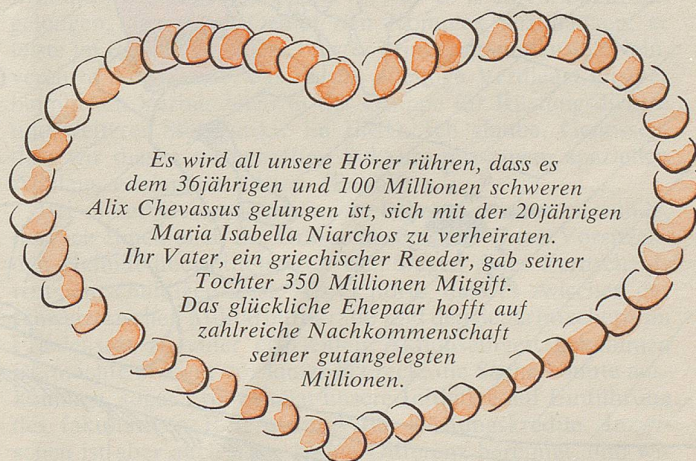 Es wird all unsere Hörer rühren, dass es
dem 36jährigen und 100 Millionen schweren
Alix Chevassus gelungen ist, sich mit der 20jährigen
Maria Isabella Niarchos zu verheiraten.
Ihr Vater, ein griechischer Reeder, gab seiner
Tochter 350 Millionen Mitgift.
Das glückliche Ehepaar hofft auf
zahlreiche Nachkommenschaft
seiner gutangelegten
Millionen.